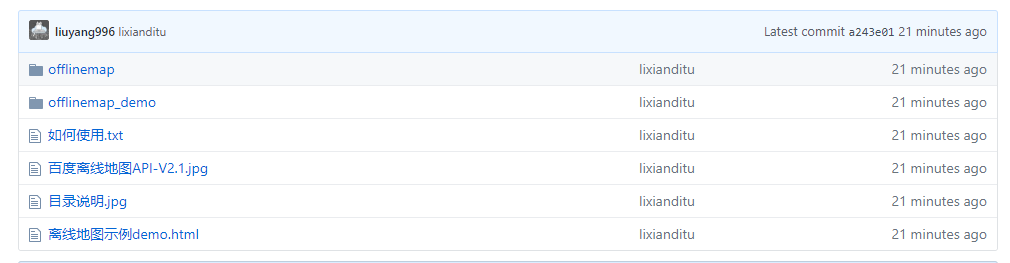 liuyang996 lixianditu Latest commit a243e01 21 minutes ago
offlinemap lixianditu 21 minutes ago
offlinemap_demo lixianditu 21 minutes ago
如何使用.txt lixianditu 21 minutes ago
百度离线地图API-V2.1.jpg lixianditu 21 minutes ago
目录说明.jpg lixianditu 21 minutes ago
离线地图示例demo.html lixianditu 21 minutes ago